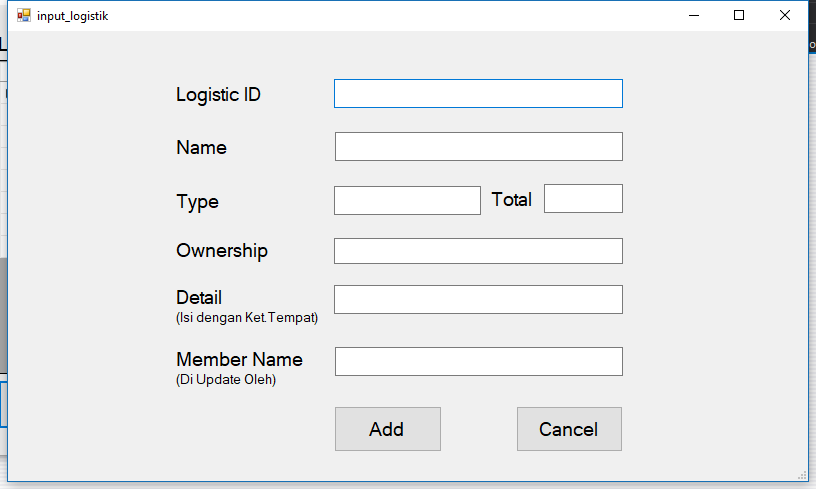 input_logistik
Logistic ID
Name
Type
Total
Ownership
Detail
(Isi dengan Ket.Tempat)
Member Name
(Di Update Oleh)
Add
Cancel